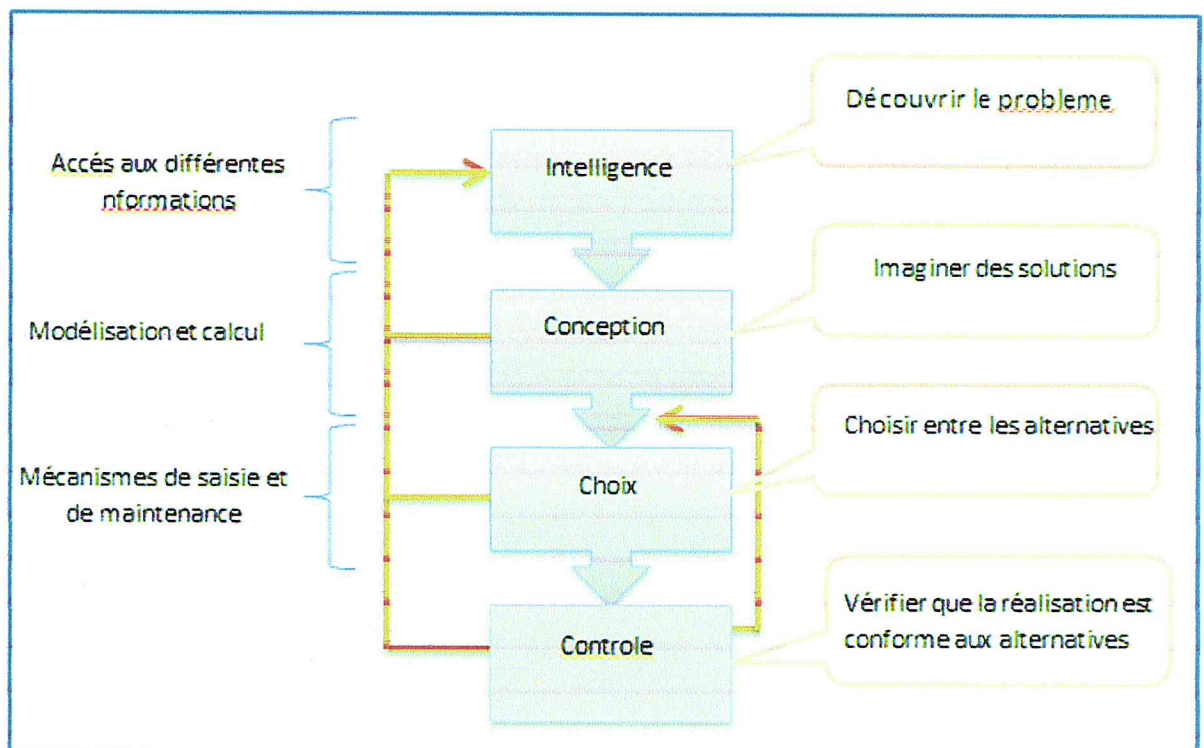 Découvrir le probleme
Accés aux différentes
nformations
Intelligence
Imaginer des solutions
Modélisation et calcul
Conception
Choisir entre les alternatives
Mécanismes de saisie et
de maintenance
Choix
Vérifier que la réalisation est
conforme aux alternatives
Controle